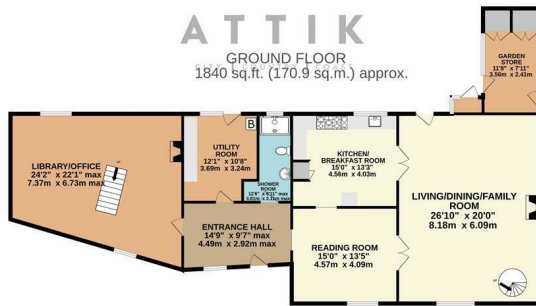 ATTIK
GROUND FLOOR
1840 sq.ft. (170.9 sq.m.) approx.
GARDEN
STORE
11'8" x 7'11"
3.56m x 2.41m
UP
LIBRARY/OFFICE
24'2" x 22'1" max
7.37m x 6.73m max
B
UTILITY
ROOM
12'1" x 10'8"
3.69m x 3.24m
SHOWER
ROOM
KITCHEN/
BREAKFAST ROOM
15'0" x 13'3"
4.56m x 4.03m
LIVING/DINING/FAMILY
ROOM
26'10" x 20'0"
8.18m x 6.09m
ENTRANCE HALL
14'9" x 9'7" max
4.49m x 2.92m max
READING ROOM
15'0" x 13'5"
4.57m x 4.09m
UP